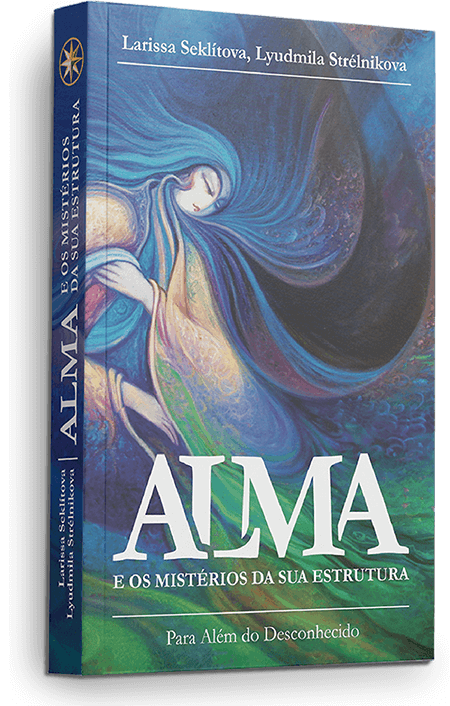 Larissa Seklítova, Lyudmila Strélnikova
ALMA
E OS MISTÉRIOS DA SUA ESTRUTURA
Para Além do Desconhecido
Larissa Seklítova
Lyudmila Strélnikova
ALMA
E OS MISTÉRIOS
DA SUA ESTRUTURA